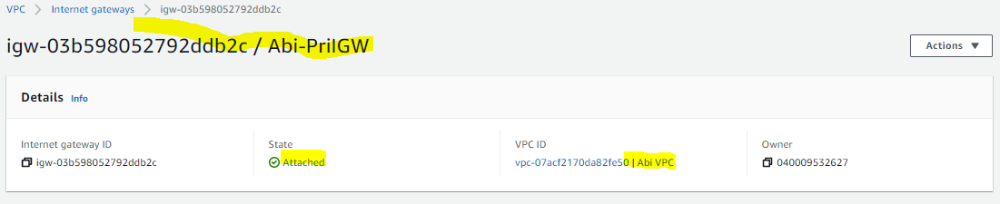 VPC > Internet gateways > igw-03b598052792ddb2c
igw-03b598052792ddb2c / Abi-PriIGW
Actions
Details Info
Internet gateway ID State VPC ID Owner
igw-03b598052792ddb2c Attached vpc-07acf2170da82fe50 | Abi VPC 040009532627